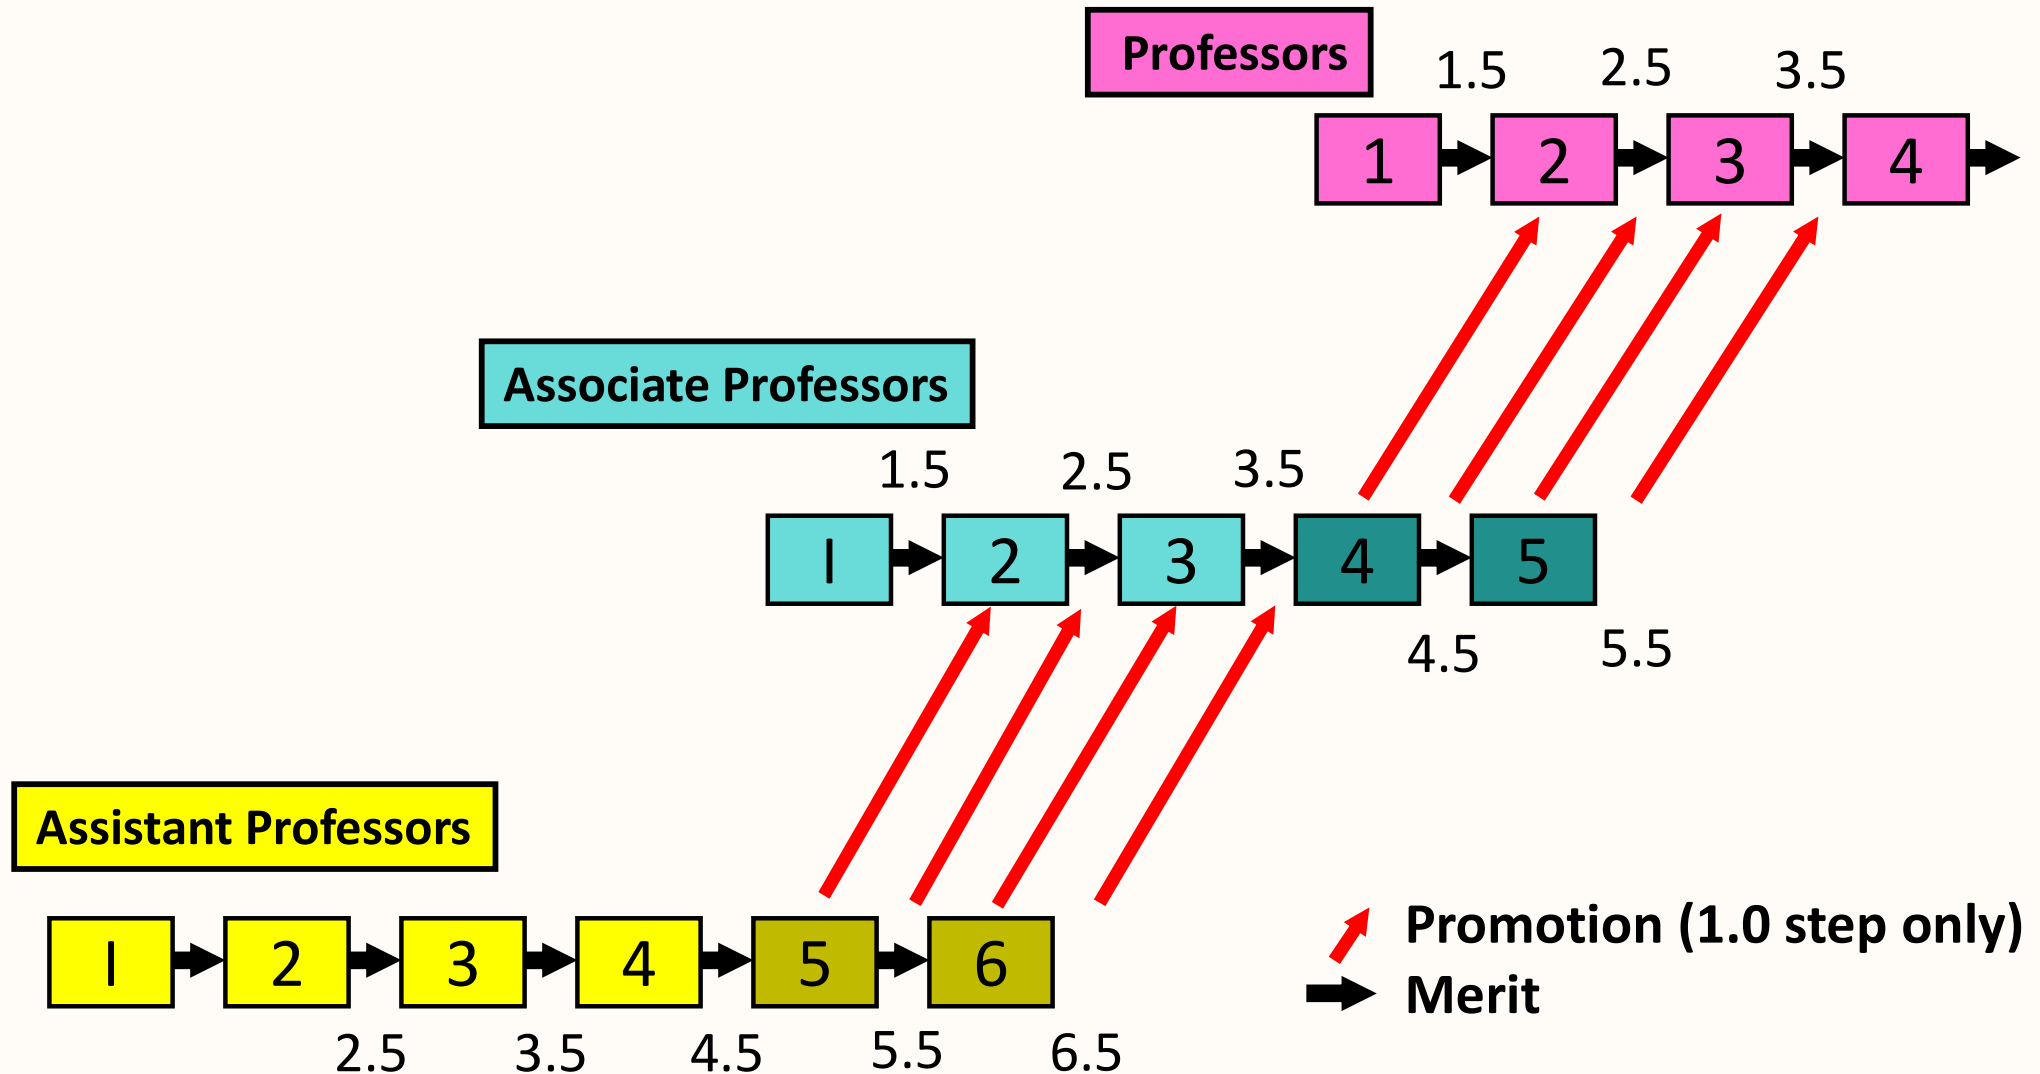 Professors
1.5 2.5 3.5
1 2 3 4
Associate Professors
1.5 2.5 3.5
I 2 3 4 5
4.5 5.5
Assistant Professors
I 2 3 4 5 6
2.5 3.5 4.5 5.5 6.5
Promotion (1.0 step only)
Merit